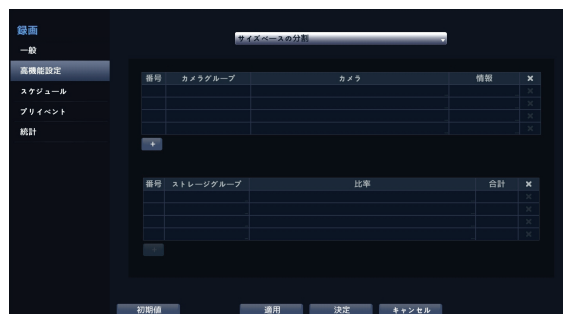 録画
一般
高機能設定
スケジュール
プリイベント
統計
サイズベースの分割
番号 カメラグループ カメラ 情報 ×
×
×
×
×
+
番号 ストレージグループ 比率 合計 ×
×
×
×
×
+
初期値 適用 決定 キャンセル